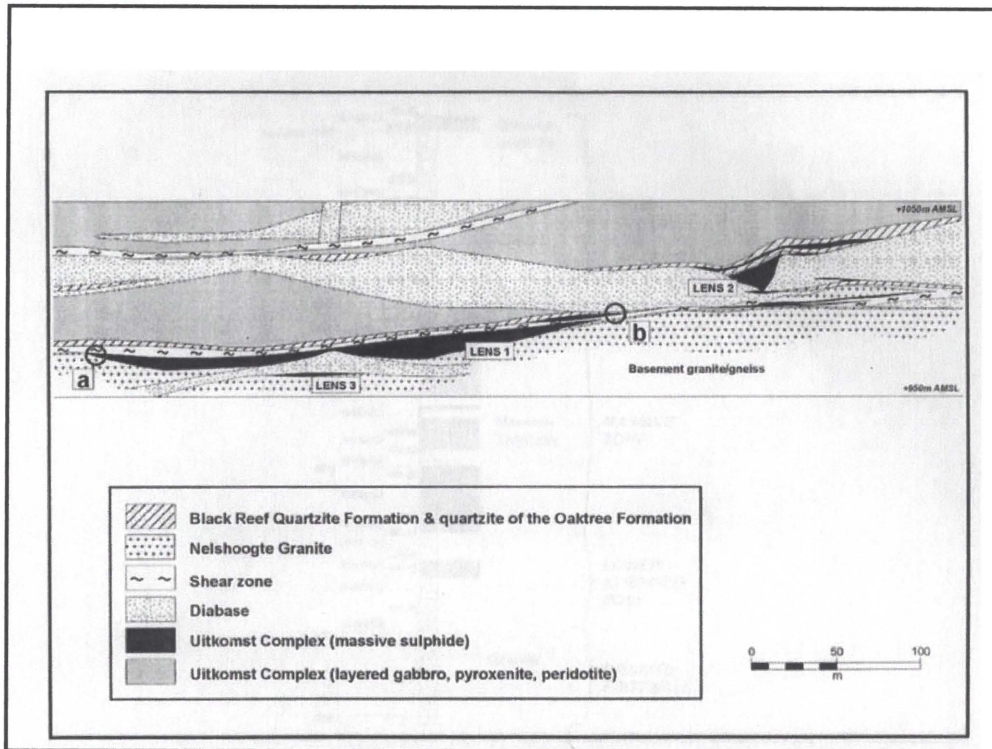 +1050m AMSL
LENS 2
b
LENS 1
a
LENS 3
Basement granite/gneiss
+950m AMSL
Black Reef Quartzite Formation & quartzite of the Oaktree Formation
Nelshoogte Granite
Shear zone
Diabase
Uitkomst Complex (massive sulphide)
Uitkomst Complex (layered gabbro, pyroxenite, peridotite)
0 50 100
m